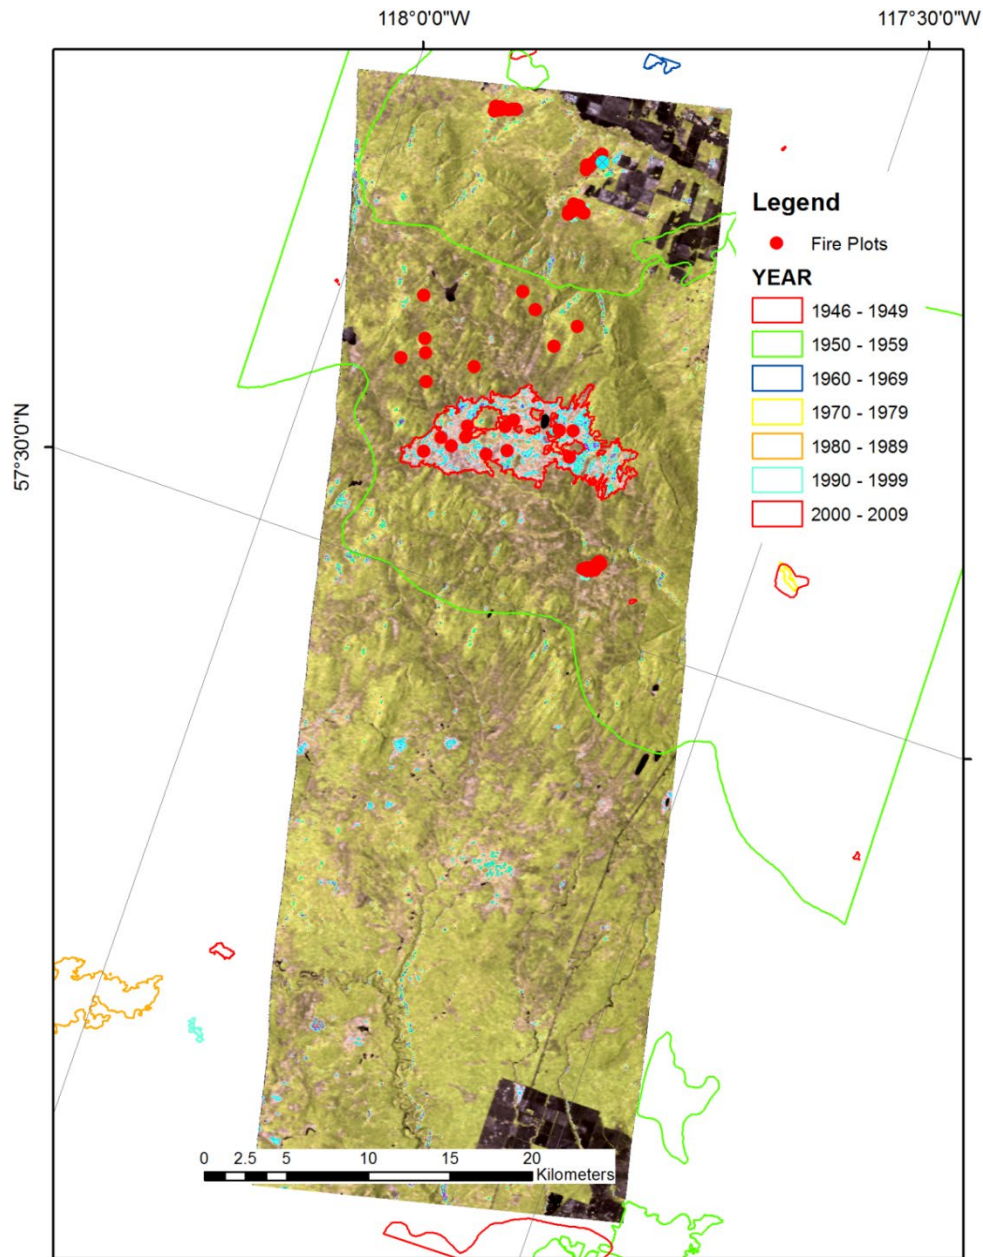 118°0'0"W
117°30'0"W
57°30'0"N
Legend
Fire Plots
YEAR
1946 - 1949
1950 - 1959
1960 - 1969
1970 - 1979
1980 - 1989
1990 - 1999
2000 - 2009
0 2.5 5 10 15 20
Kilometers